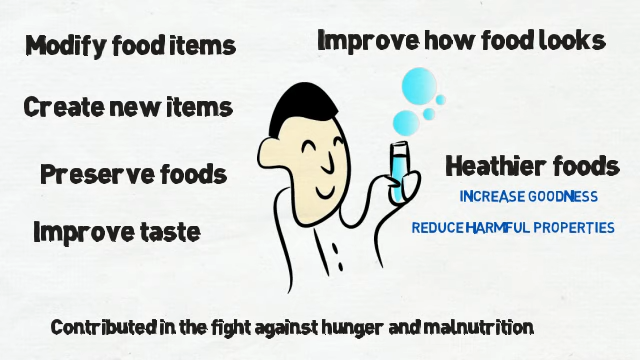 Modify food items
Improve how food looks
Create new items
Preserve foods
Heathier foods
INCREASE GOODNESS
REDUCE HARMFUL PROPERTIES
Improve taste
Contributed in the fight against hunger and malnutrition